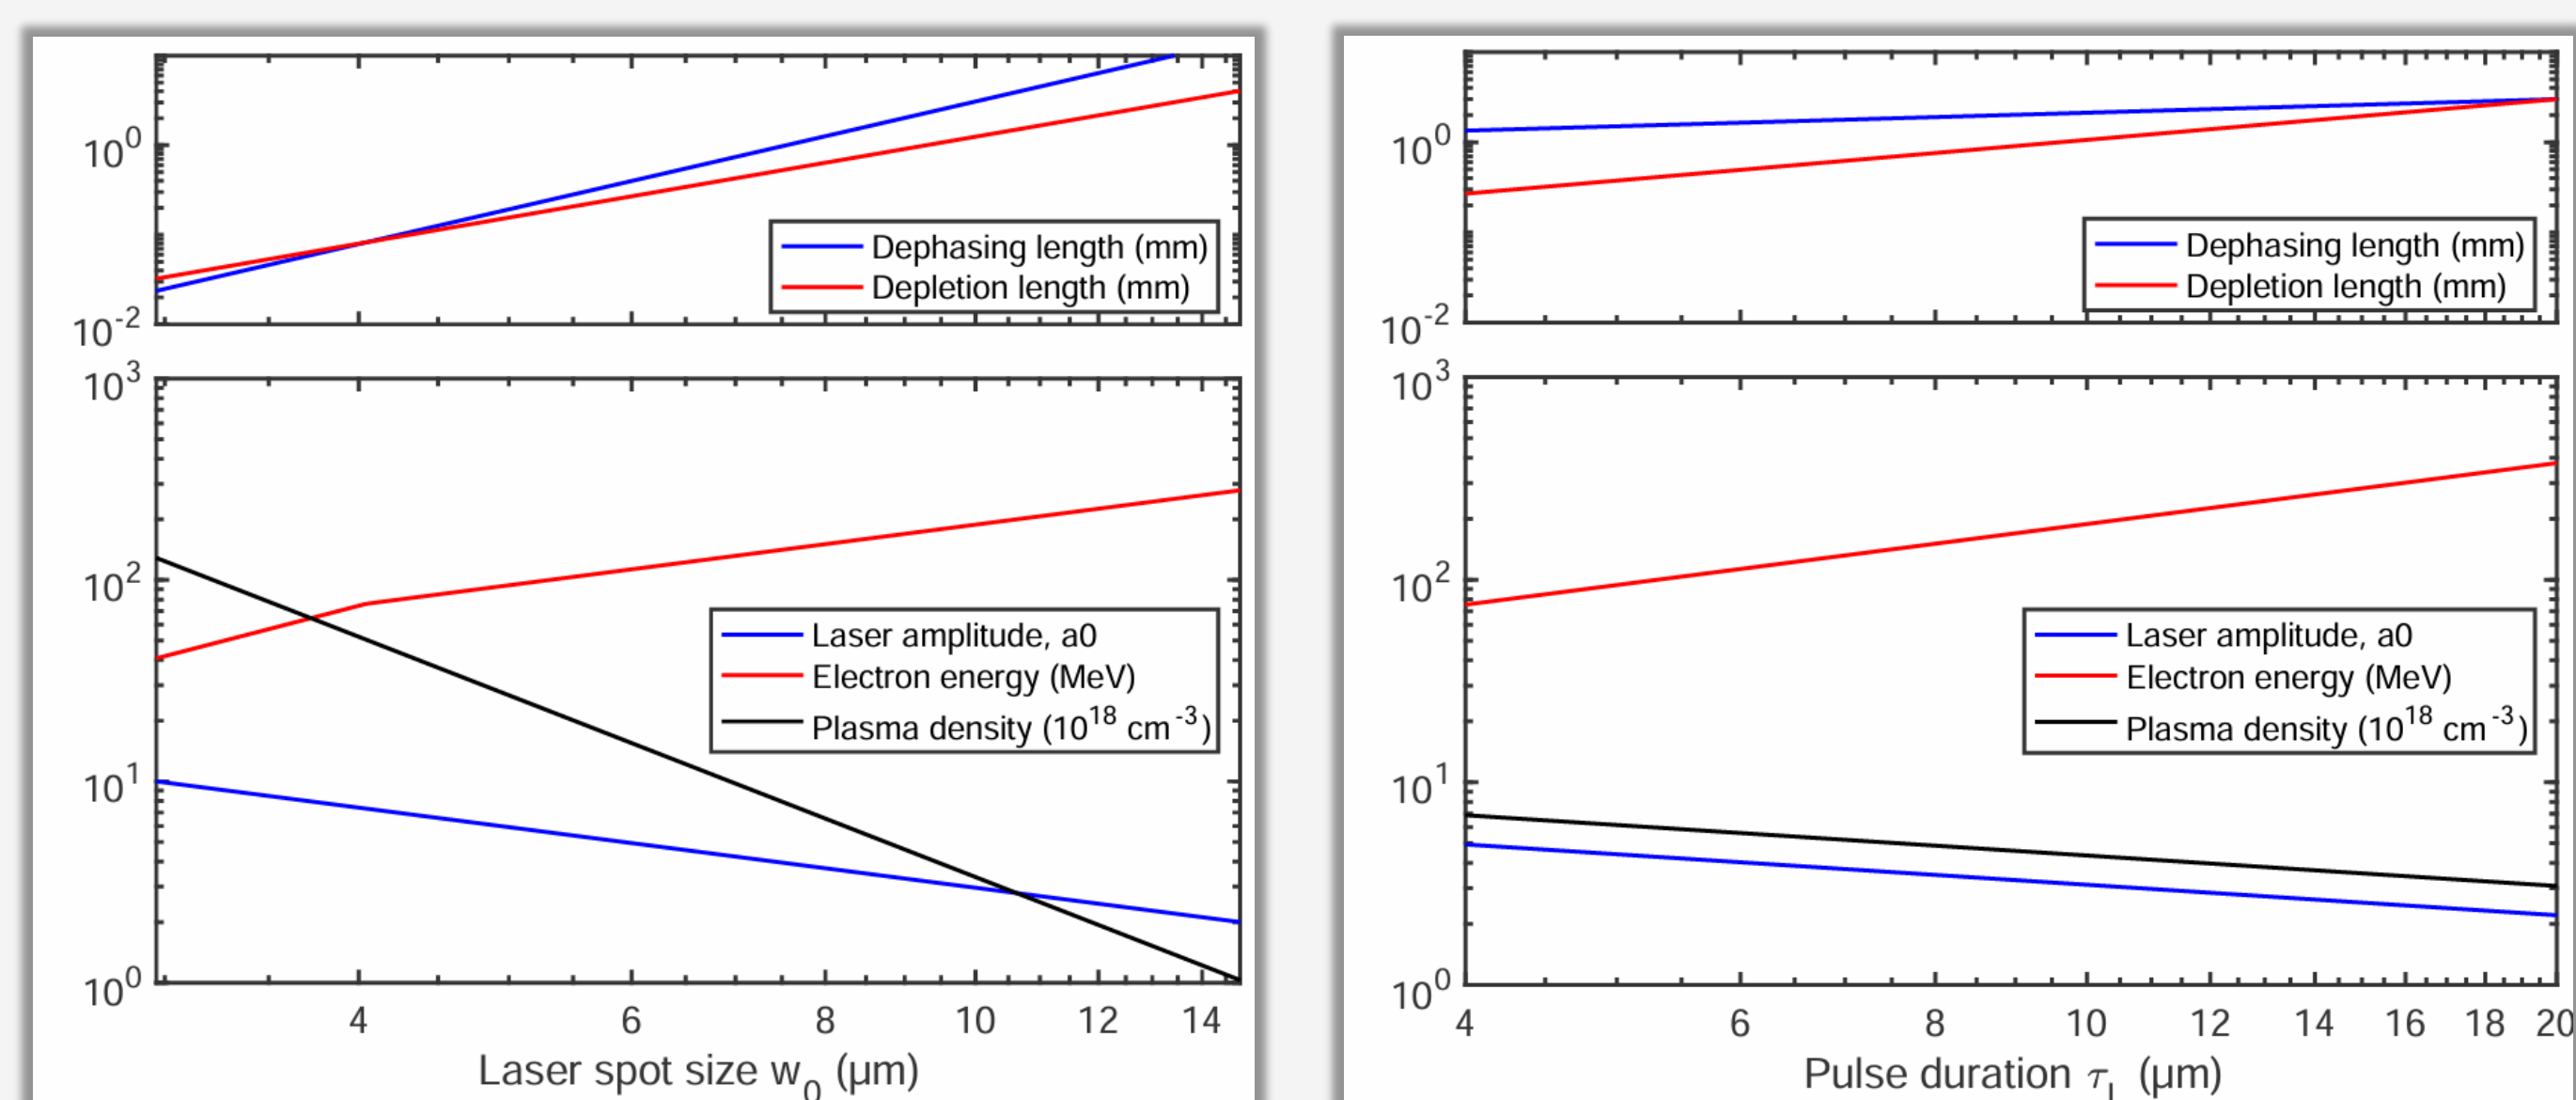 10^0
10^-2
Dephasing length (mm)
Depletion length (mm)
10^3
10^2
10^1
10^0
Laser amplitude, a0
Electron energy (MeV)
Plasma density (10^18 cm^-3)
4 6 8 10 12 14
Laser spot size w_0 (μm)
10^0
10^-2
Dephasing length (mm)
Depletion length (mm)
10^3
10^2
10^1
10^0
Laser amplitude, a0
Electron energy (MeV)
Plasma density (10^18 cm^-3)
4 6 8 10 12 14 16 18 20
Pulse duration τ_L (μm)